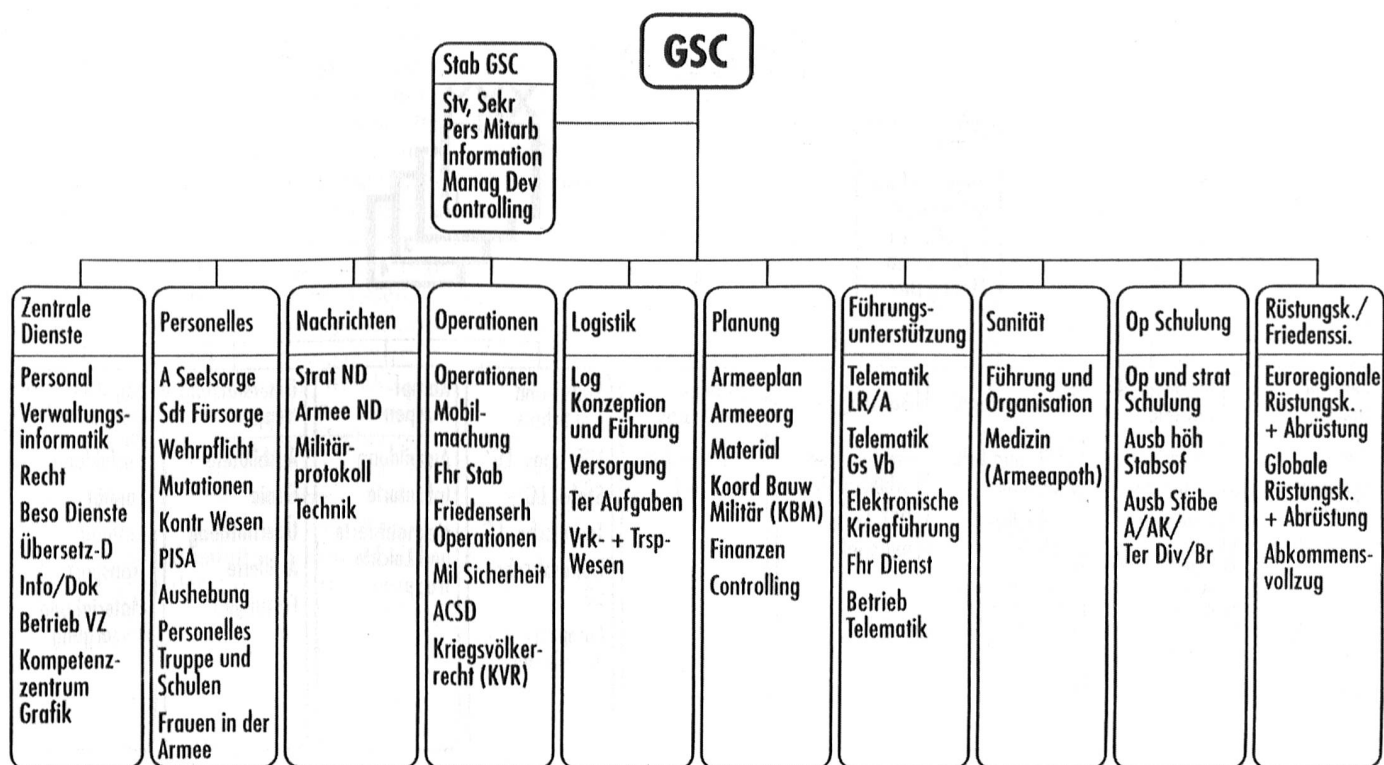 GSC
Stab GSC
Stv, Sekr
Pers Mitarb
Information
Manag Dev
Controlling
Zentrale
Dienste
Personal
Verwaltungs-
informatik
Recht
Beso Dienste
Übersetz-D
Info/Dok
Betrieb VZ
Kompetenz-
zentrum
Grafik
Personelles
A Seelsorge
Sdt Fürsorge
Wehrpflicht
Mutationen
Kontr Wesen
PISA
Aushebung
Personelles
Truppe und
Schulen
Frauen in der
Armee
Nachrichten
Strat ND
Armee ND
Militär-
protokoll
Technik
Operationen
Operationen
Mobil-
machung
Fhr Stab
Friedenserh
Operationen
Mil Sicherheit
ACSD
Kriegsvölker-
recht (KVR)
Logistik
Log
Konzeption
und Führung
Versorgung
Ter Aufgaben
Vrk- + Trsp-
Wesen
Planung
Armeeplan
Armeeorg
Material
Koord Bauw
Militär (KBM)
Finanzen
Controlling
Führungs-
unterstützung
Telematik
LR/A
Telematik
Gs Vb
Elektronische
Kriegführung
Fhr Dienst
Betrieb
Telematik
Sanität
Führung und
Organisation
Medizin
(Armeeapoth)
Op Schulung
Op und strat
Schulung
Ausb höh
Stabsof
Ausb Stäbe
A/AK/
Ter Div/Br
Rüstungsk./
Friedenssi.
Euroregionale
Rüstungsk.
+ Abrüstung
Globale
Rüstungsk.
+ Abrüstung
Abkommens-
vollzug